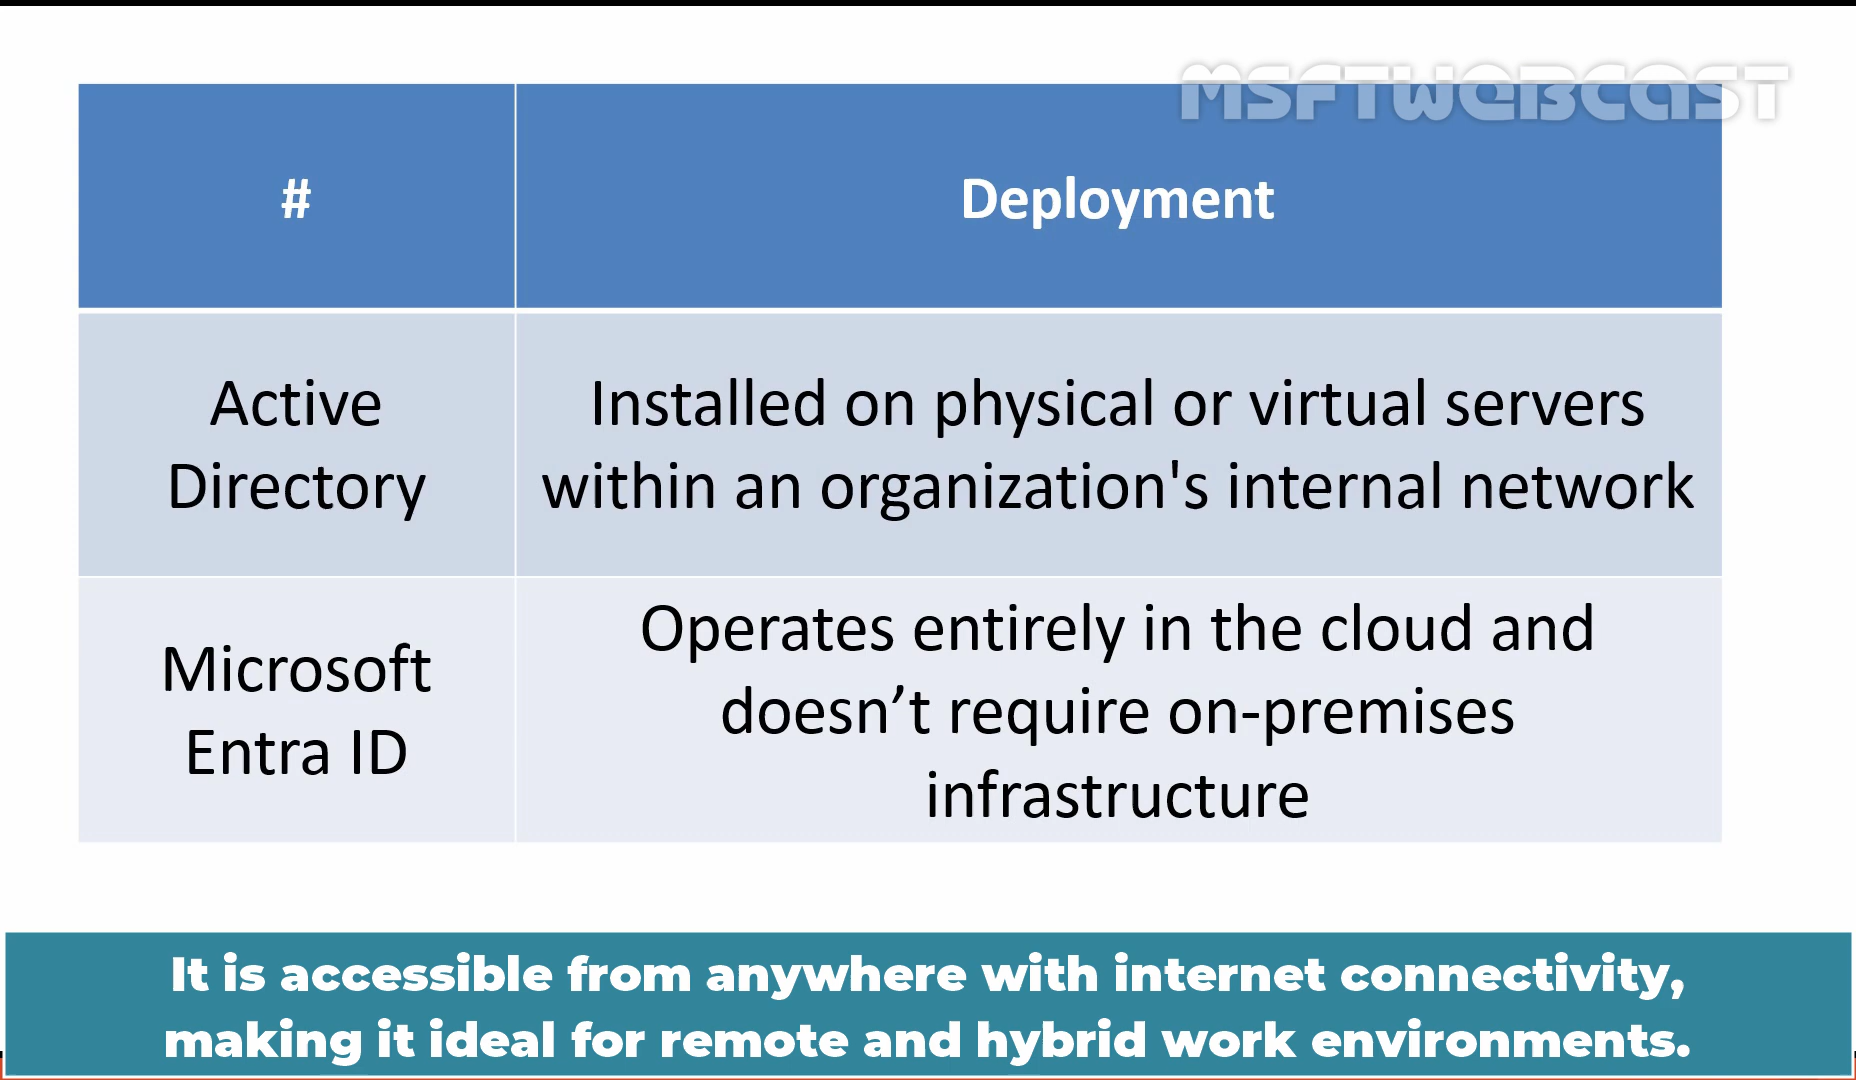 MSFTWEBCAST
# Deployment
Active
Directory
Installed on physical or virtual servers
within an organization's internal network
Microsoft
Entra ID
Operates entirely in the cloud and
doesn’t require on-premises
infrastructure
It is accessible from anywhere with internet connectivity,
making it ideal for remote and hybrid work environments.